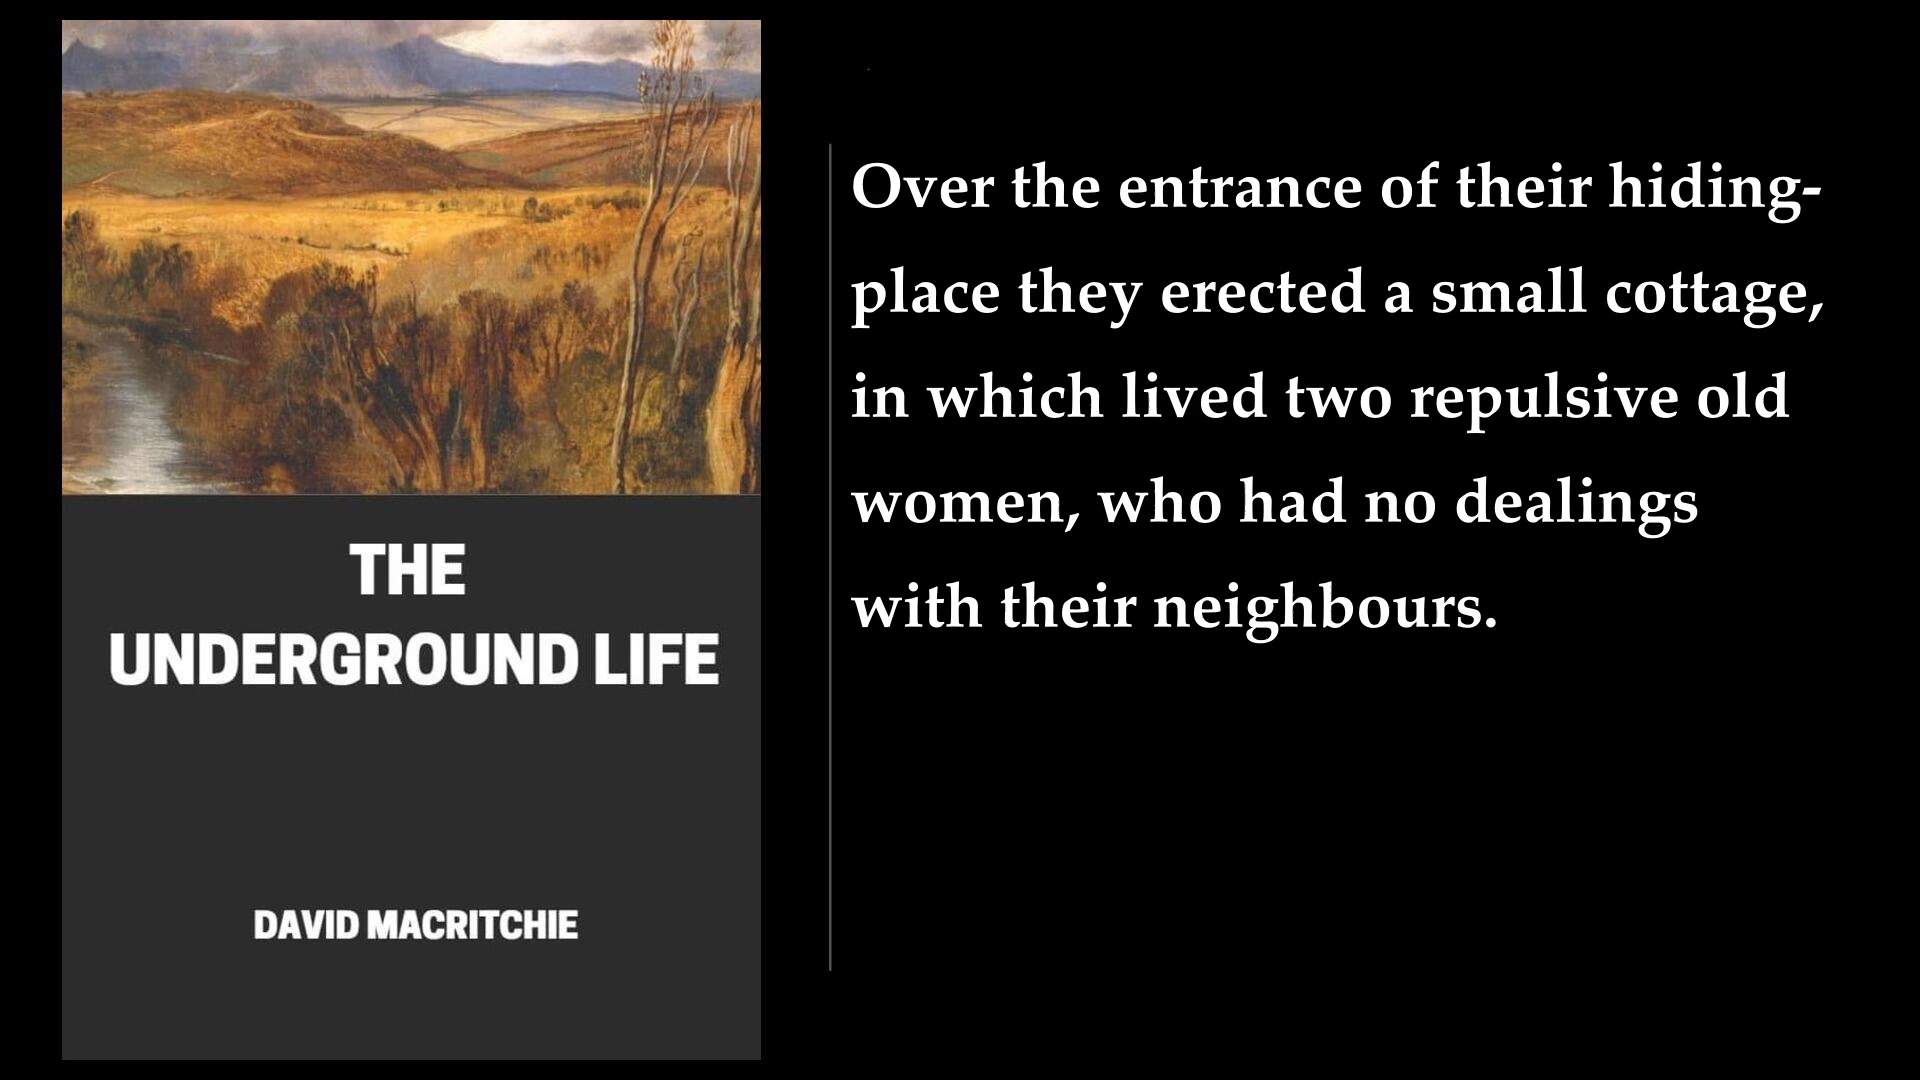 THE
UNDERGROUND LIFE
DAVID MACRITCHIE
Over the entrance of their hiding-
place they erected a small cottage,
in which lived two repulsive old
women, who had no dealings
with their neighbours.